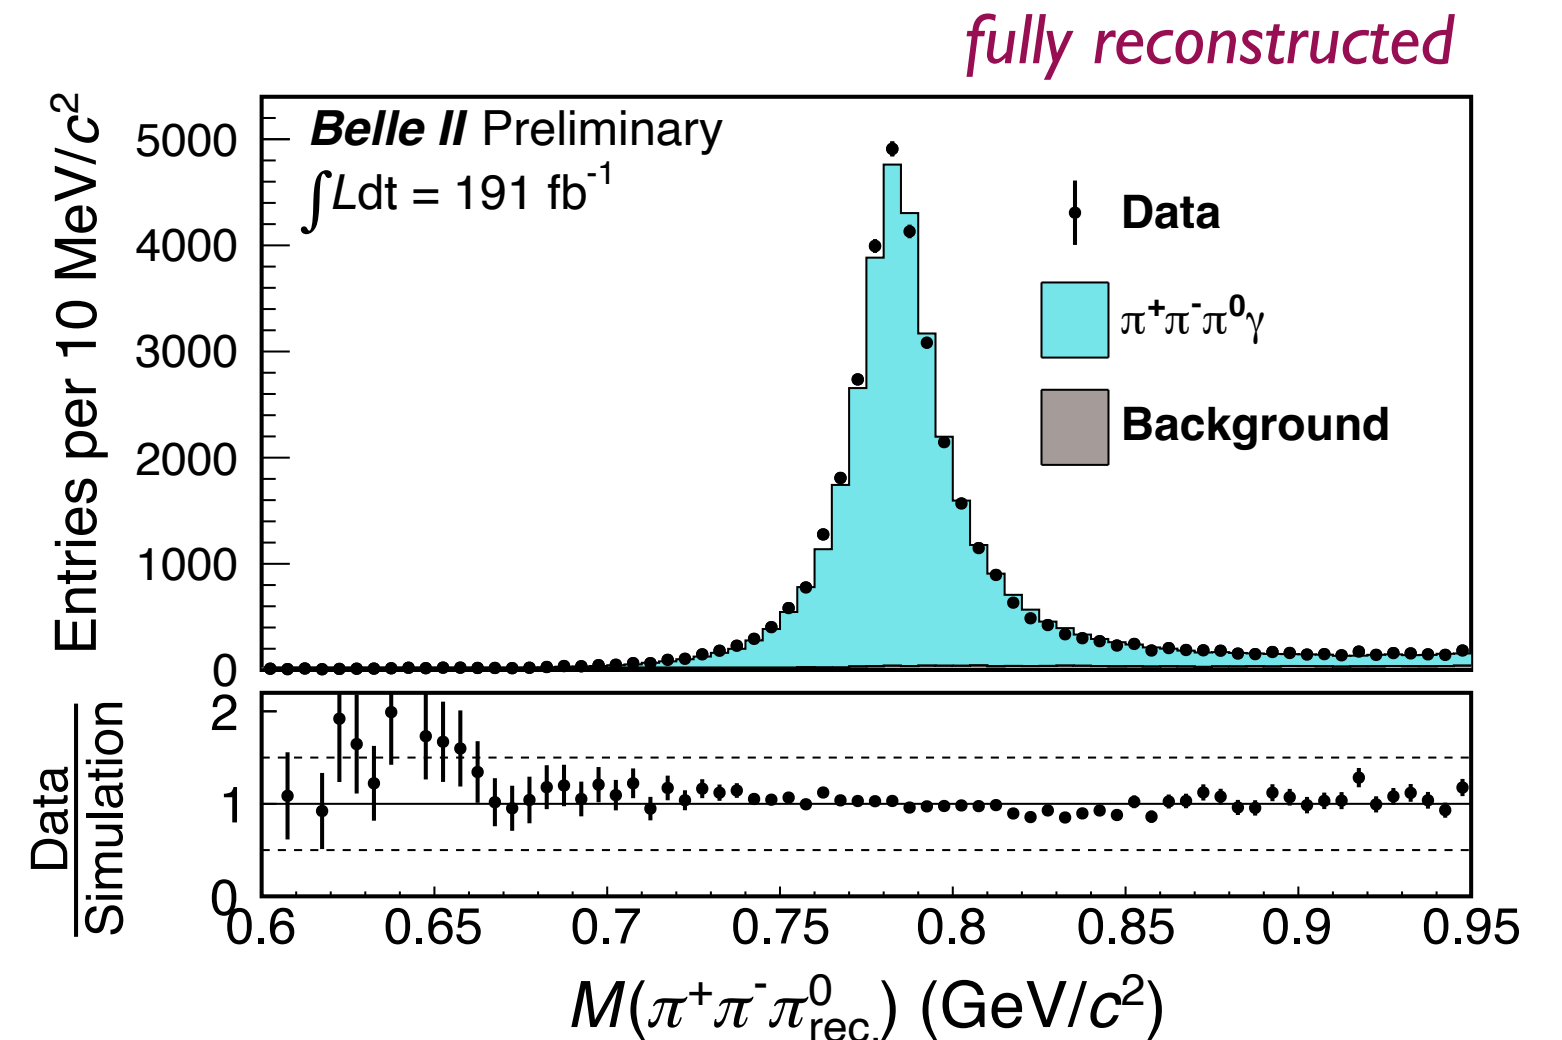 fully reconstructed
Belle II Preliminary
∫Ldt = 191 fb⁻¹
Entries per 10 MeV/c²
5000
4000
3000
2000
1000
0
Data
π⁺π⁻π⁰γ
Background
Data
Simulation
2
1
0
0.6 0.65 0.7 0.75 0.8 0.85 0.9 0.95
M(π⁺π⁻π⁰rec.) (GeV/c²)